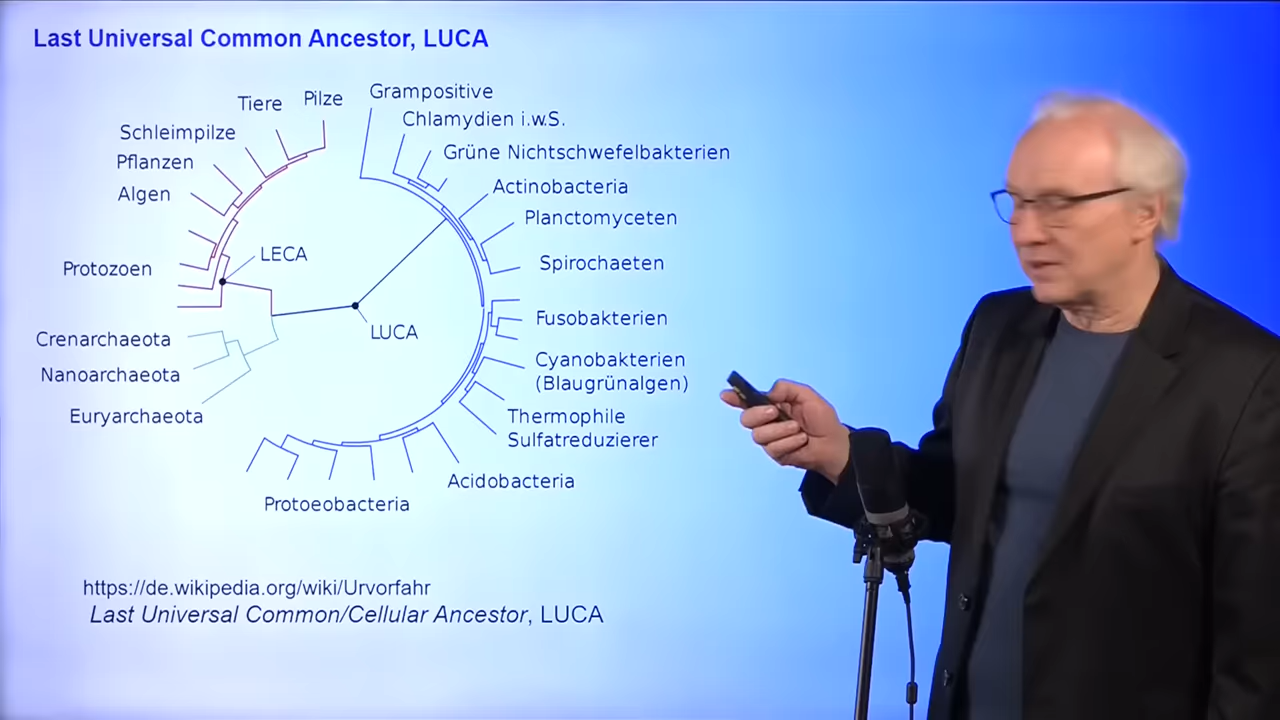 Last Universal Common Ancestor, LUCA
Tiere
Pilze
Grampositive
Chlamydien i.w.S.
Schleimpilze
Grüne Nichtschwefelbakterien
Pflanzen
Actinobacteria
Algen
Planctomyceten
LECA
Spirochaeten
Protozoen
LUCA
Fusobakterien
Crenarchaeota
Cyanobakterien
(Blaugrünalgen)
Nanoarchaeota
Euryarchaeota
Thermophile
Sulfatreduzierer
Acidobacteria
Protoeobacteria
https://de.wikipedia.org/wiki/Urvorfahr
Last Universal Common/Cellular Ancestor, LUCA